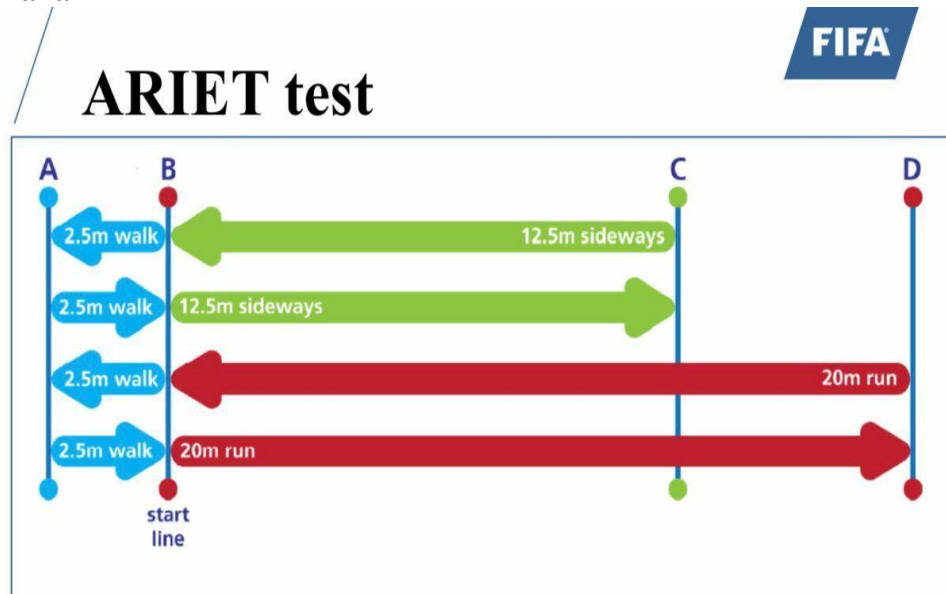 FIFA
ARIET test
A B C D
2.5m walk 12.5m sideways
2.5m walk 12.5m sideways
2.5m walk 20m run
2.5m walk 20m run
start
line